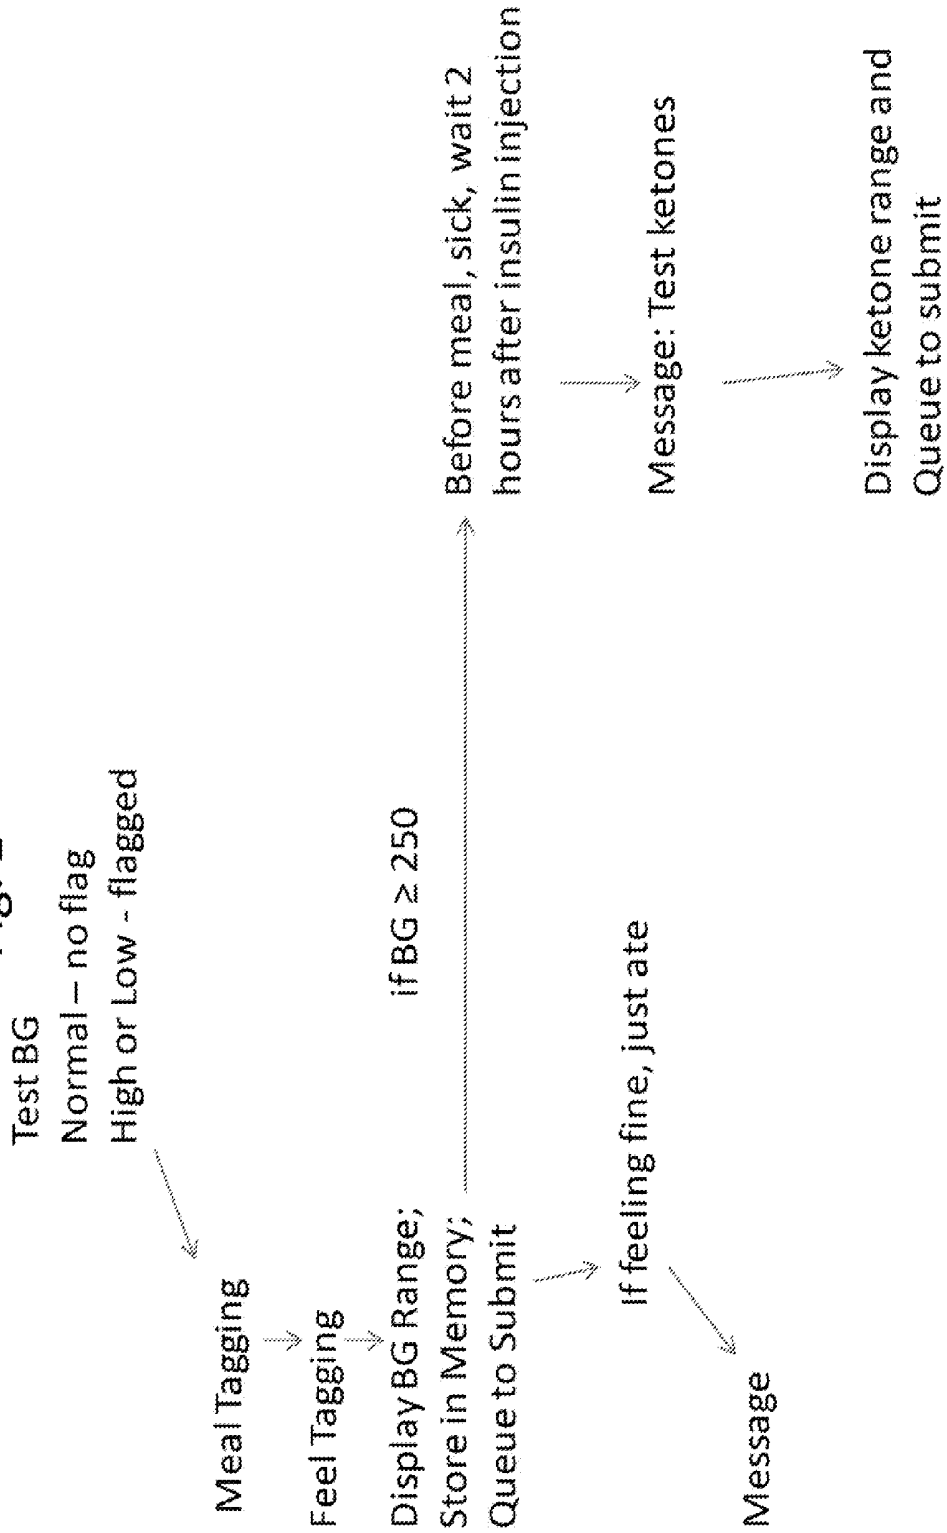 Test BG
Normal – no flag
High or Low - flagged
Meal Tagging
Feel Tagging
Display BG Range;
Store in Memory;
Queue to Submit
if BG ≥ 250
Before meal, sick, wait 2
hours after insulin injection
Message: Test ketones
Display ketone range and
Queue to submit
If feeling fine, just ate
Message